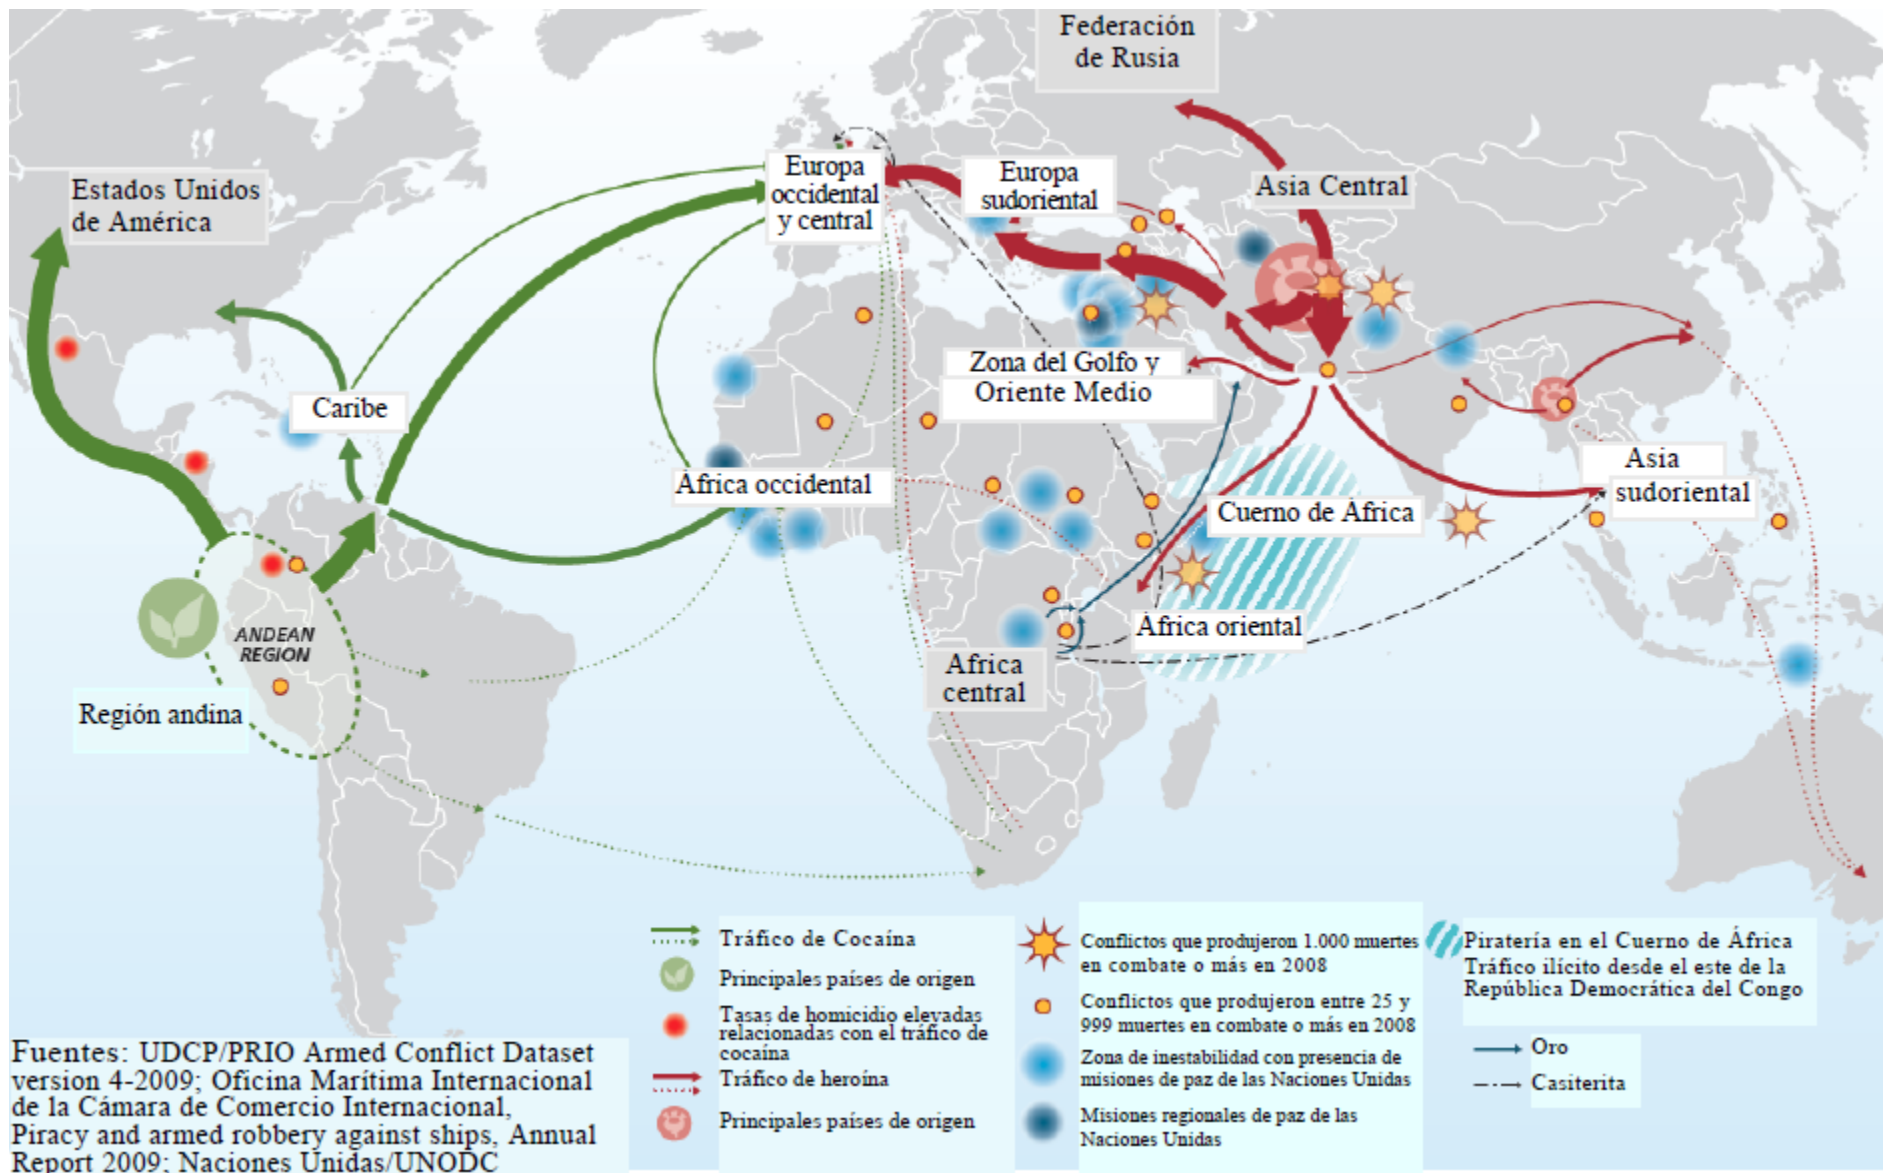 Federación
de Rusia
Estados Unidos
de América
Europa
occidental
y central
Europa
sudoriental
Asia Central
Caribe
Zona del Golfo y
Oriente Medio
África occidental
Cuerno de África
Asia
sudoriental
África oriental
Africa
central
ANDEAN
REGION
Región andina
Tráfico de Cocaína
Principales países de origen
Tasas de homicidio elevadas
relacionadas con el tráfico de
cocaína
Tráfico de heroína
Principales países de origen
Conflictos que produjeron 1.000 muertes
en combate o más en 2008
Conflictos que produjeron entre 25 y
999 muertes en combate o más en 2008
Zona de inestabilidad con presencia de
misiones de paz de las Naciones Unidas
Misiones regionales de paz de las
Naciones Unidas
Piratería en el Cuerno de África
Tráfico ilícito desde el este de la
República Democrática del Congo
Oro
Casiterita
Fuentes: UDCP/PRIO Armed Conflict Dataset
version 4-2009; Oficina Marítima Internacional
de la Cámara de Comercio Internacional,
Piracy and armed robbery against ships, Annual
Report 2009; Naciones Unidas/UNODC